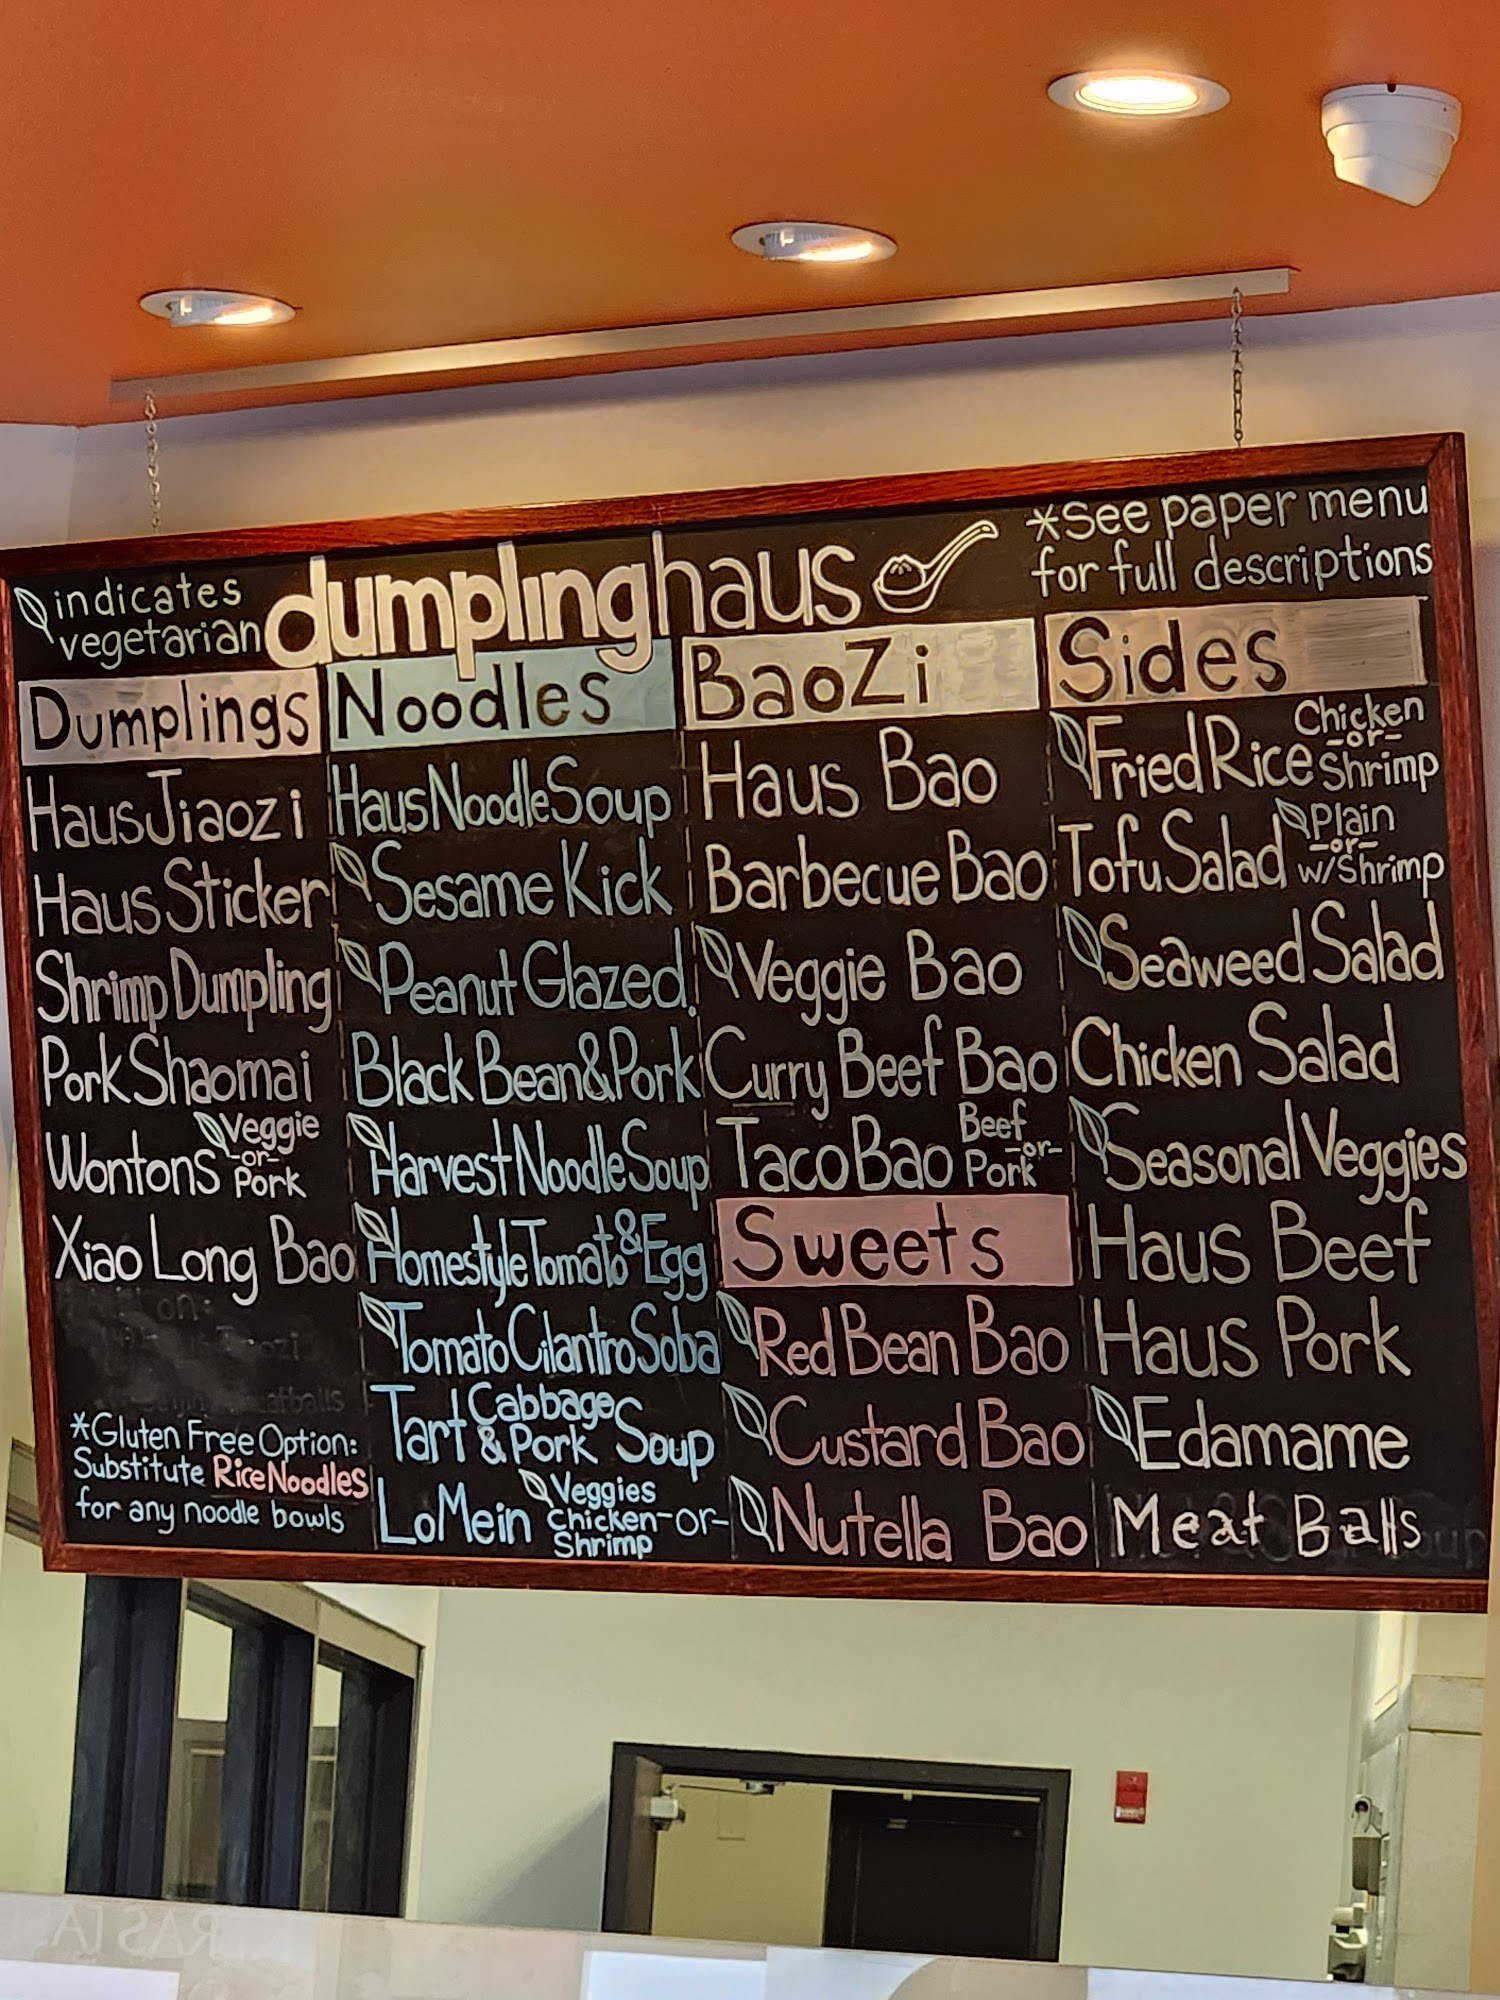 indicates
vegetarian
dumplinghaus
*See paper menu
for full descriptions
Dumplings
Haus Jiaozi
Haus Sticker
Shrimp Dumpling
Pork Shaomai
Wontons Veggie
-or-
Pork
Xiao Long Bao
*Gluten Free Option:
Substitute Rice Noodles
for any noodle bowls
Noodles
Haus Noodle Soup
Sesame Kick
Peanut Glazed
Black Bean & Pork
Harvest Noodle Soup
Homestyle Tomato & Egg
Tomato Cilantro Soba
Tart Cabbage & Pork Soup
Lo Mein Veggies
Chicken -or-
Shrimp
BaoZi
Haus Bao
Barbecue Bao
Veggie Bao
Curry Beef Bao
Taco Bao Beef
-or-
Pork
Sweets
Red Bean Bao
Custard Bao
Nutella Bao
Sides
Fried Rice Chicken
-or-
Shrimp
Tofu Salad Plain
-or-
w/Shrimp
Seaweed Salad
Chicken Salad
Seasonal Veggies
Haus Beef
Haus Pork
Edamame
Meat Balls